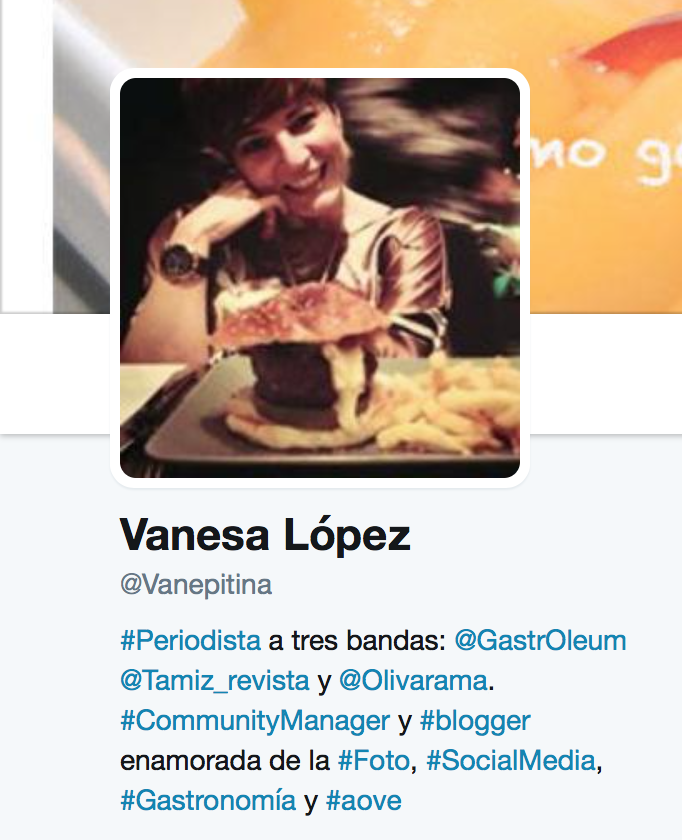 mo g
Vanesa López
@Vanepitina
#Periodista a tres bandas: @GastrOleum
@Tamiz_revista y @Olivarama.
#CommunityManager y #blogger
enamorada de la #Foto, #SocialMedia,
#Gastronomía y #aove